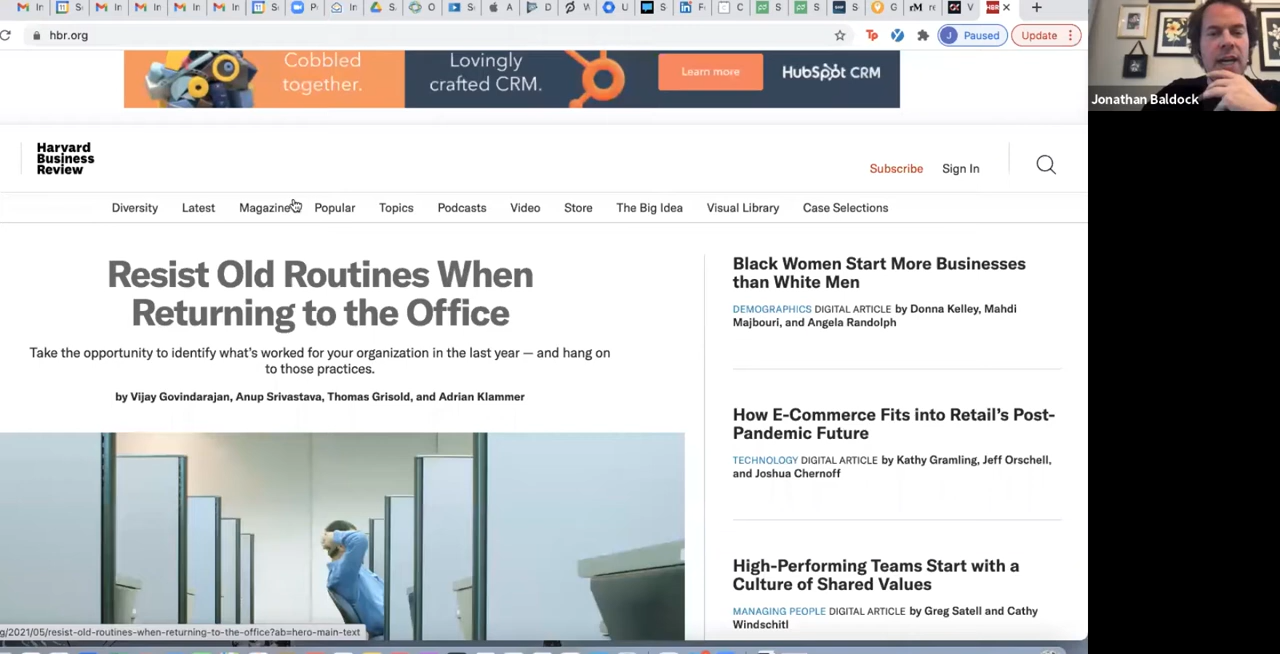 hbr.org
Paused
Update
Cobbled
together.
Lovingly
crafted CRM.
Learn more
HubSpot CRM
Jonathan Baldock
Harvard
Business
Review
Subscribe
Sign In
Diversity Latest Magazine Popular Topics Podcasts Video Store The Big Idea Visual Library Case Selections
Resist Old Routines When
Returning to the Office
Take the opportunity to identify what's worked for your organization in the last year — and hang on
to those practices.
by Vijay Govindarajan, Anup Srivastava, Thomas Grisold, and Adrian Klammer
Black Women Start More Businesses
than White Men
DEMOGRAPHICS DIGITAL ARTICLE by Donna Kelley, Mahdi
Majbouri, and Angela Randolph
How E-Commerce Fits into Retail's Post-
Pandemic Future
TECHNOLOGY DIGITAL ARTICLE by Kathy Gramling, Jeff Orschell,
and Joshua Chernoff
High-Performing Teams Start with a
Culture of Shared Values
MANAGING PEOPLE DIGITAL ARTICLE by Greg Satell and Cathy
Windschitl
g/2021/05/resist-old-routines-when-returning-to-the-office?ab=hero-main-text